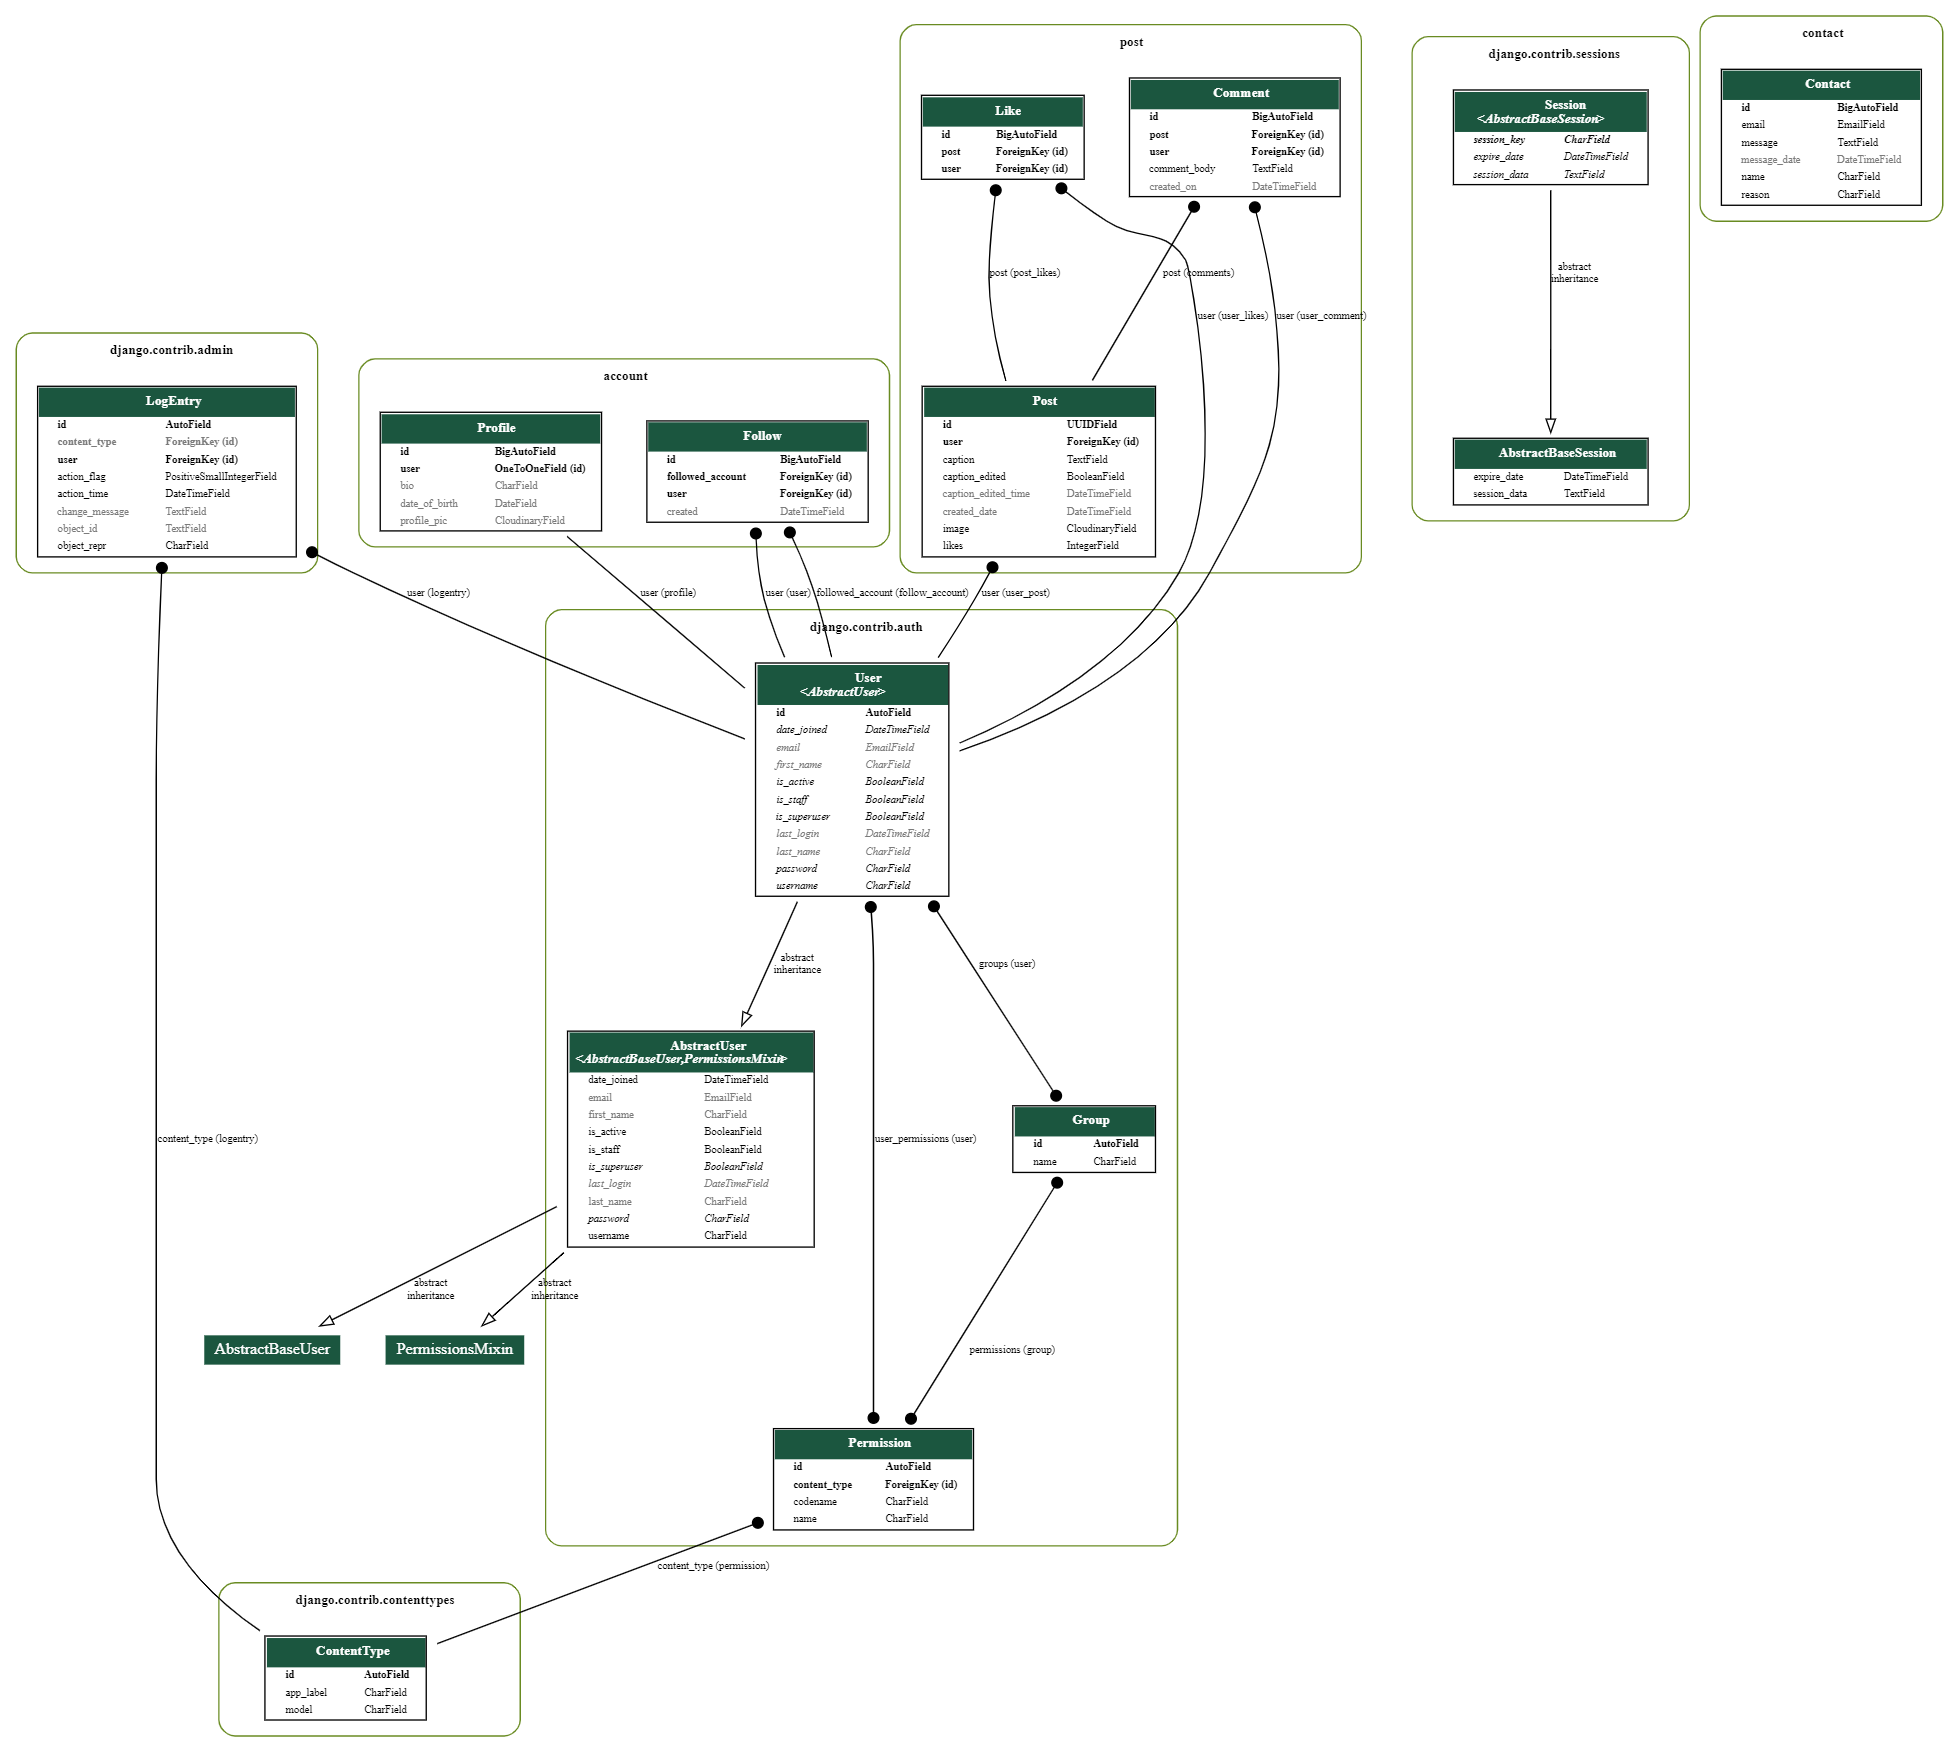 post
Like
id BigAutoField
post ForeignKey (id)
user ForeignKey (id)
Comment
id BigAutoField
post ForeignKey (id)
user ForeignKey (id)
comment_body TextField
created_on DateTimeField
post (post_likes)
post (comments)
user (user_likes)
user (user_comment)
Post
id UUIDField
user ForeignKey (id)
caption TextField
caption_edited BooleanField
caption_edited_time DateTimeField
created_date DateTimeField
image CloudinaryField
likes IntegerField
django.contrib.sessions
Session
<AbstractBaseSession>
session_key CharField
expire_date DateTimeField
session_data TextField
abstract
inheritance
AbstractBaseSession
expire_date DateTimeField
session_data TextField
contact
Contact
id BigAutoField
email EmailField
message TextField
message_date DateTimeField
name CharField
reason CharField
django.contrib.admin
LogEntry
id AutoField
content_type ForeignKey (id)
user ForeignKey (id)
action_flag PositiveSmallIntegerField
action_time DateTimeField
change_message TextField
object_id TextField
object_repr CharField
account
Profile
id BigAutoField
user OneToOneField (id)
bio CharField
date_of_birth DateField
profile_pic CloudinaryField
Follow
id BigAutoField
followed_account ForeignKey (id)
user ForeignKey (id)
created DateTimeField
user (logentry)
user (profile)
user (user)
followed_account (follow_account)
user (user_post)
django.contrib.auth
User
<AbstractUser>
id AutoField
date_joined DateTimeField
email EmailField
first_name CharField
is_active BooleanField
is_staff BooleanField
is_superuser BooleanField
last_login DateTimeField
last_name CharField
password CharField
username CharField
abstract
inheritance
groups (user)
AbstractUser
<AbstractBaseUser,PermissionsMixin>
date_joined DateTimeField
email EmailField
first_name CharField
is_active BooleanField
is_staff BooleanField
is_superuser BooleanField
last_login DateTimeField
last_name CharField
password CharField
username CharField
content_type (logentry)
user_permissions (user)
Group
id AutoField
name CharField
abstract
inheritance
abstract
inheritance
AbstractBaseUser
PermissionsMixin
permissions (group)
Permission
id AutoField
content_type ForeignKey (id)
codename CharField
name CharField
content_type (permission)
django.contrib.contenttypes
ContentType
id AutoField
app_label CharField
model CharField